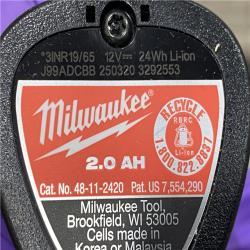 *3INR19/65 12V⎓ 24Wh Li-ion
J99ADCBB 250320 3292553
Milwaukee
2.0 AH
RECYCLE
RBRC
Li-ion
1.800.822.8837
Cat. No. 48-11-2420 Pat. US 7,554,290
Milwaukee Tool,
Brookfield, WI 53005
Cells made in
Korea or Malaysia